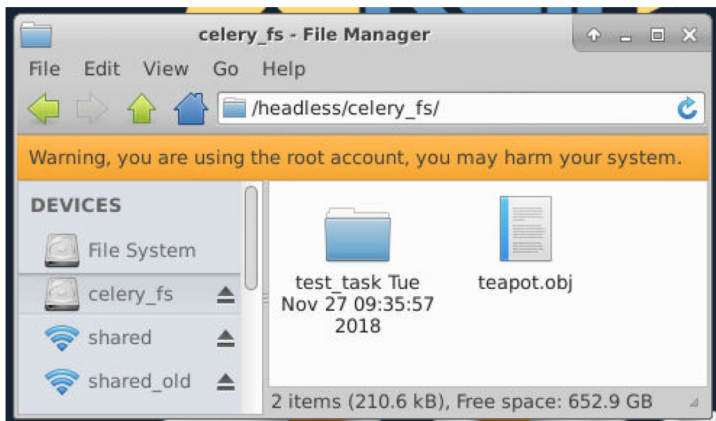 celery_fs - File Manager
File Edit View Go Help
/headless/celery_fs/
Warning, you are using the root account, you may harm your system.
DEVICES
File System
celery_fs
shared
shared_old
test_task Tue
Nov 27 09:35:57
2018
teapot.obj
2 items (210.6 kB), Free space: 652.9 GB